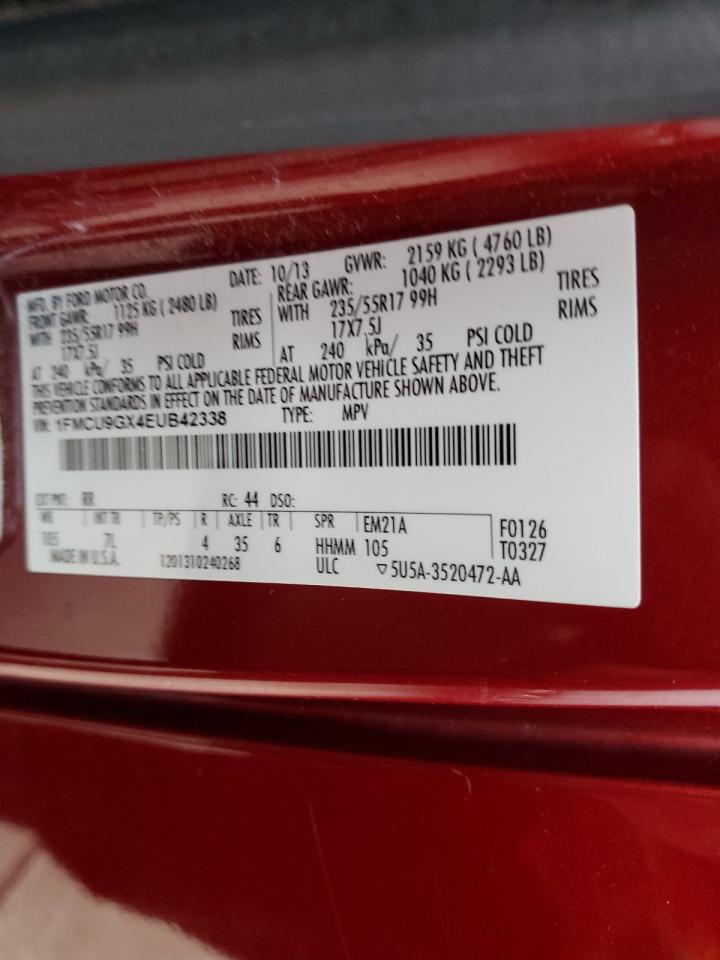 MFD. BY FORD MOTOR CO.
DATE: 10/13 GVWR: 2159 KG ( 4760 LB)
FRONT GAWR: 1125 KG ( 2480 LB) REAR GAWR: 1040 KG ( 2293 LB)
WITH 235/55R17 99H TIRES WITH 235/55R17 99H TIRES
17X7.5J RIMS 17X7.5J RIMS
AT 240 kPa/ 35 PSI COLD AT 240 kPa/ 35 PSI COLD
THIS VEHICLE CONFORMS TO ALL APPLICABLE FEDERAL MOTOR VEHICLE SAFETY AND THEFT
PREVENTION STANDARDS IN EFFECT ON THE DATE OF MANUFACTURE SHOWN ABOVE.
VIN: 1FMCU9GX4EUB42338 TYPE: MPV
EXT PNT: RR RC: 44 DSO:
WB INT TR TP/PS R AXLE TR SPR EM21A F0126
105 7L 4 35 6 HHMM 105 T0327
MADE IN U.S.A. 1201310240268 ULC ▽5U5A-3520472-AA